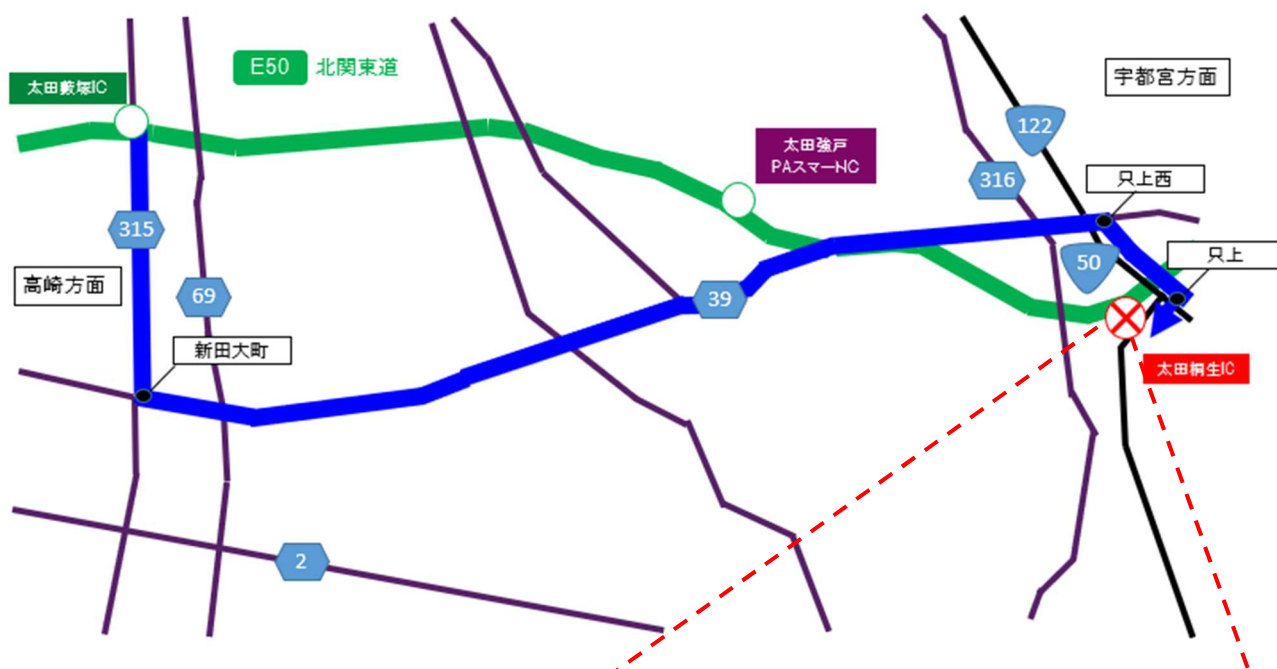 E50 北関東道
太田藪塚IC
宇都宮方面
122
太田強戸
PAスマートIC
316
只上西
315
50
只上
高崎方面
69
39
新田大町
太田桐生IC
2